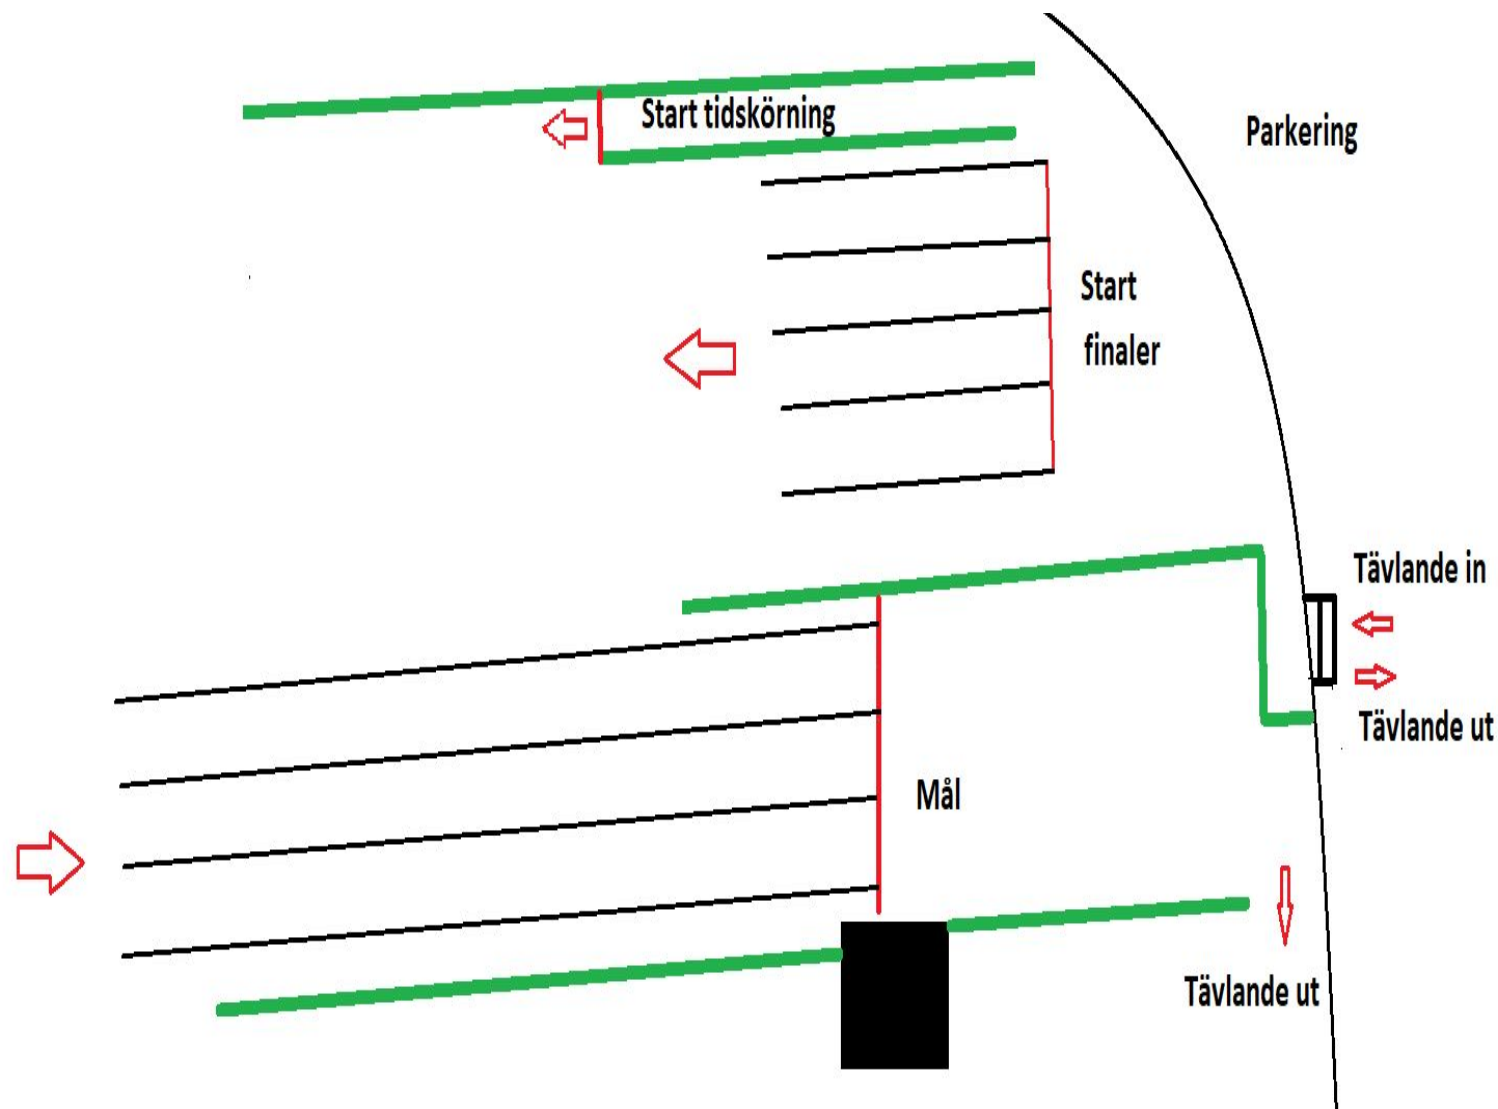 Start tidskörning
Parkering
Start
finaler
Tävlande in
Tävlande ut
Mål
Tävlande ut